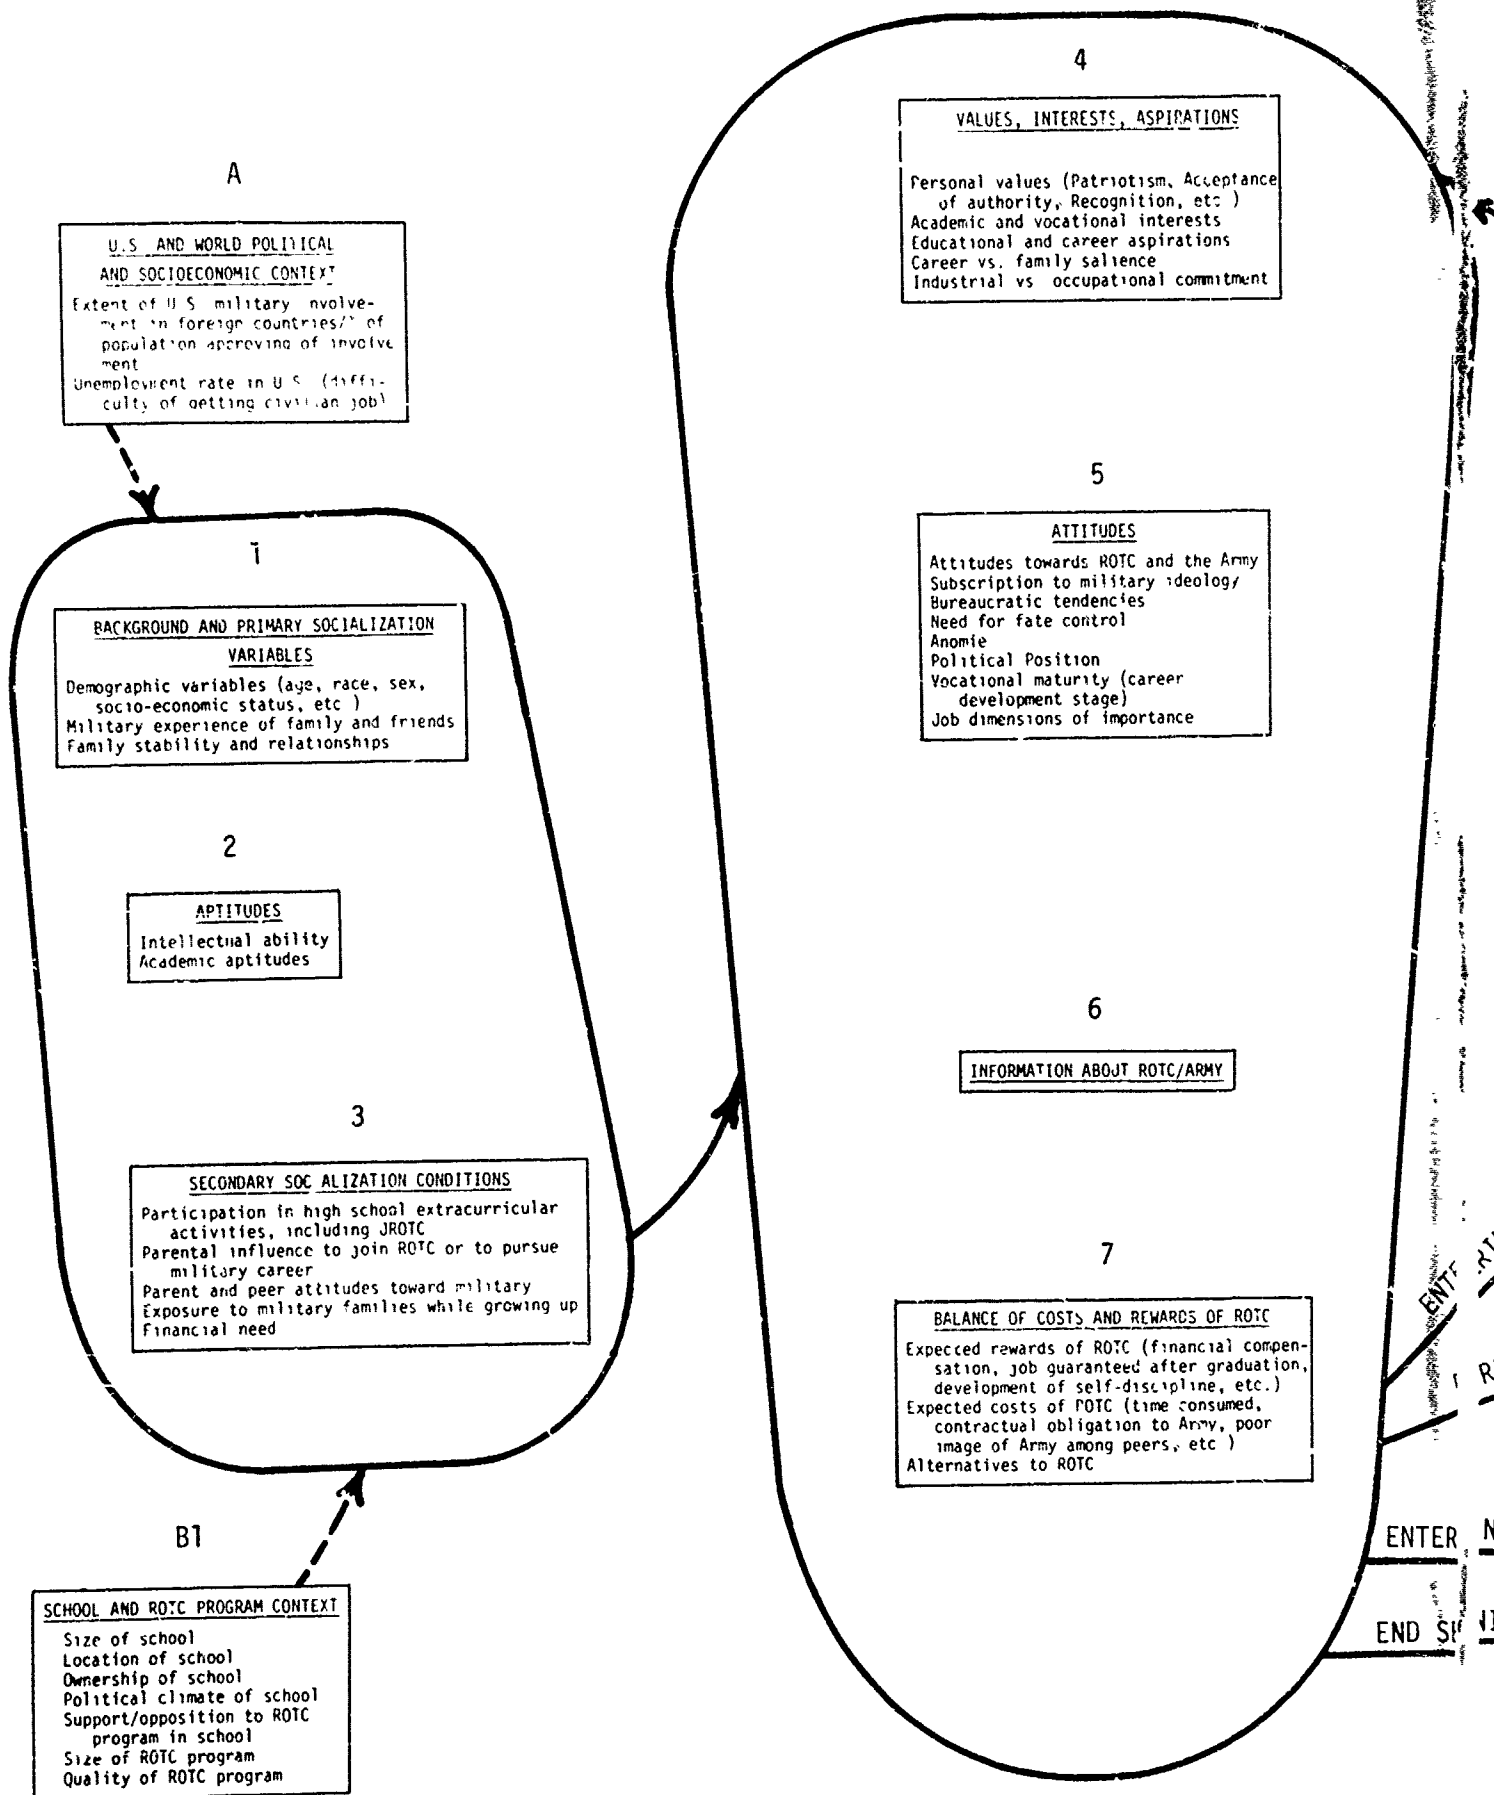 A
U.S AND WORLD POLITICAL
AND SOCIOECONOMIC CONTEXT
Extent of U S military nvolve-
ment in foreign countries/ of
population approving of involve
ment
Unemployment rate in U S (diffi-
culty of getting civilian job)
1
BACKGROUND AND PRIMARY SOCIALIZATION
VARIABLES
Demographic variables (age, race, sex,
socio-economic status, etc )
Military experience of family and friends
Family stability and relationships
2
APTITUDES
Intellectual ability
Academic aptitudes
3
SECONDARY SOC ALIZATION CONDITIONS
Participation in high school extracurricular
activities, including JROTC
Parental influence to join ROTC or to pursue
military career
Parent and peer attitudes toward military
Exposure to military families while growing up
Financial need
B1
SCHOOL AND ROTC PROGRAM CONTEXT
Size of school
Location of school
Ownership of school
Political climate of school
Support/opposition to ROTC
program in school
Size of ROTC program
Quality of ROTC program
4
VALUES, INTERESTS, ASPIRATIONS
Personal values (Patriotism, Acceptance
of authority, Recognition, etc )
Academic and vocational interests
Educational and career aspirations
Career vs. family salience
Industrial vs occupational commitment
5
ATTITUDES
Attitudes towards ROTC and the Army
Subscription to military ideology
Bureaucratic tendencies
Need for fate control
Anomie
Political Position
Vocational maturity (career
development stage)
Job dimensions of importance
6
INFORMATION ABOUT ROTC/ARMY
7
BALANCE OF COSTS AND REWARDS OF ROTC
Expected rewards of ROTC (financial compen-
sation, job guaranteed after graduation,
development of self-discipline, etc.)
Expected costs of ROTC (time consumed,
contractual obligation to Army, poor
image of Army among peers, etc )
Alternatives to ROTC
ENTER
END